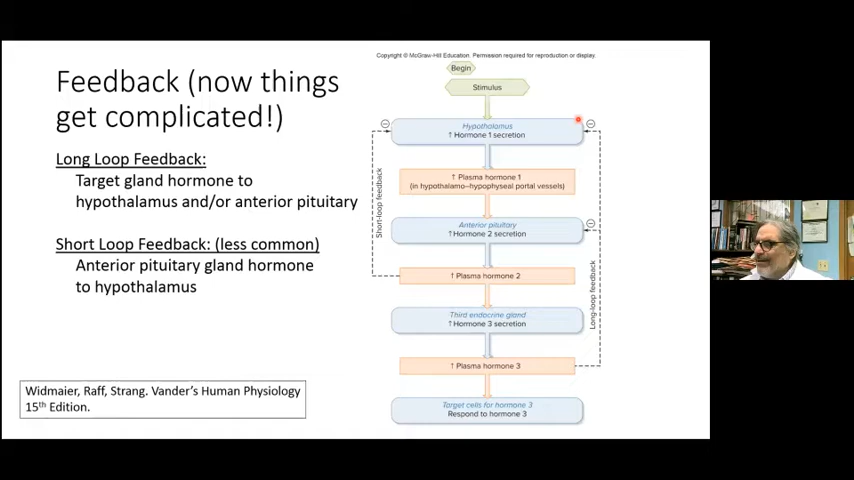 Copyright © McGraw-Hill Education. Permission required for reproduction or display.
Feedback (now things
get complicated!)
Long Loop Feedback:
Target gland hormone to
hypothalamus and/or anterior pituitary
Short Loop Feedback: (less common)
Anterior pituitary gland hormone
to hypothalamus
Widmaier, Raff, Strang. Vander's Human Physiology
15th Edition.
Begin
Stimulus
Hypothalamus
↑ Hormone 1 secretion
↑ Plasma hormone 1
(in hypothalamo–hypophyseal portal vessels)
Anterior pituitary
↑ Hormone 2 secretion
↑ Plasma hormone 2
Third endocrine gland
↑ Hormone 3 secretion
↑ Plasma hormone 3
Target cells for hormone 3
Respond to hormone 3
Short-loop feedback
Long-loop feedback